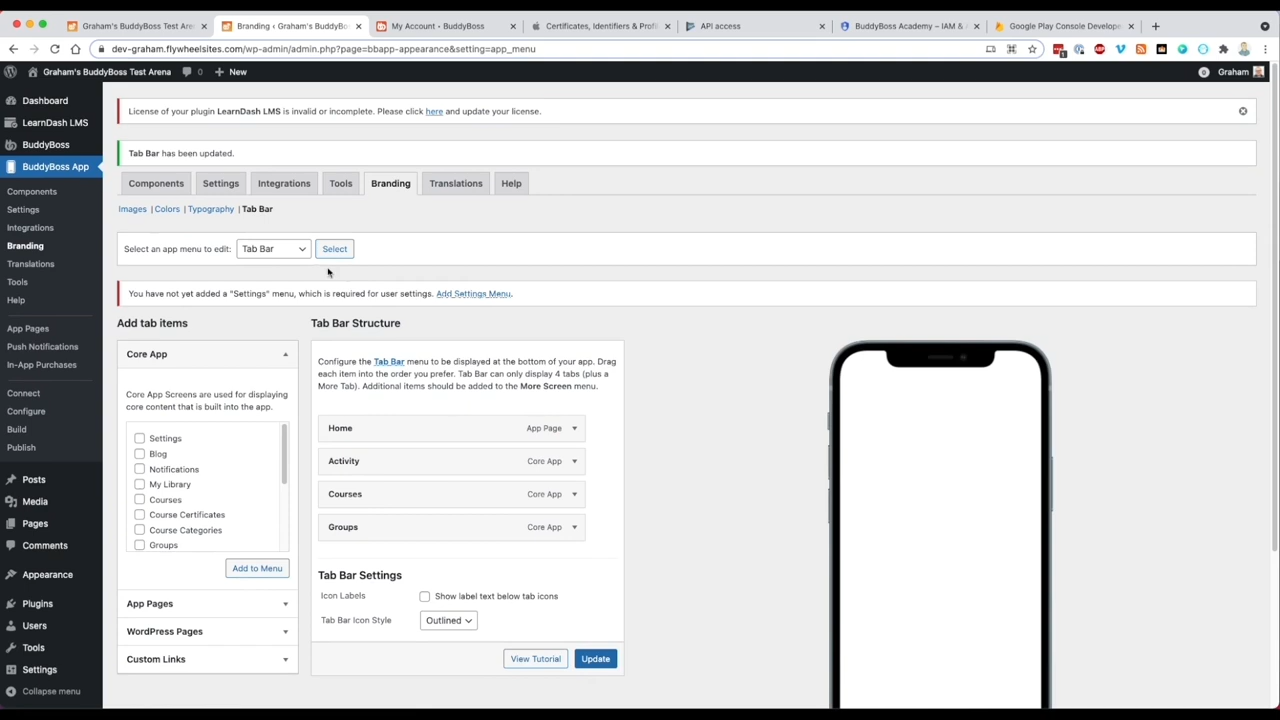 Graham's BuddyBoss Test Aren
Branding ‹ Graham's BuddyBos
My Account - BuddyBoss
Certificates, Identifiers & Profi
API access
BuddyBoss Academy – IAM & A
Google Play Console Develope
dev-graham.flywheelsites.com/wp-admin/admin.php?page=bbapp-appearance&setting=app_menu
Graham's BuddyBoss Test Arena
0
New
0
Graham
Dashboard
LearnDash LMS
BuddyBoss
BuddyBoss App
Components
Settings
Integrations
Branding
Translations
Tools
Help
App Pages
Push Notifications
In-App Purchases
Connect
Configure
Build
Publish
Posts
Media
Pages
Comments
Appearance
Plugins
Users
Tools
Settings
Collapse menu
License of your plugin LearnDash LMS is invalid or incomplete. Please click here and update your license.
Tab Bar has been updated.
Components
Settings
Integrations
Tools
Branding
Translations
Help
Images | Colors | Typography | Tab Bar
Select an app menu to edit: Tab Bar Select
You have not yet added a "Settings" menu, which is required for user settings. Add Settings Menu.
Add tab items
Core App
Core App Screens are used for displaying
core content that is built into the app.
Settings
Blog
Notifications
My Library
Courses
Course Certificates
Course Categories
Groups
Add to Menu
App Pages
WordPress Pages
Custom Links
Tab Bar Structure
Configure the Tab Bar menu to be displayed at the bottom of your app. Drag
each item into the order you prefer. Tab Bar can only display 4 tabs (plus a
More Tab). Additional items should be added to the More Screen menu.
Home App Page
Activity Core App
Courses Core App
Groups Core App
Tab Bar Settings
Icon Labels Show label text below tab icons
Tab Bar Icon Style Outlined
View Tutorial Update